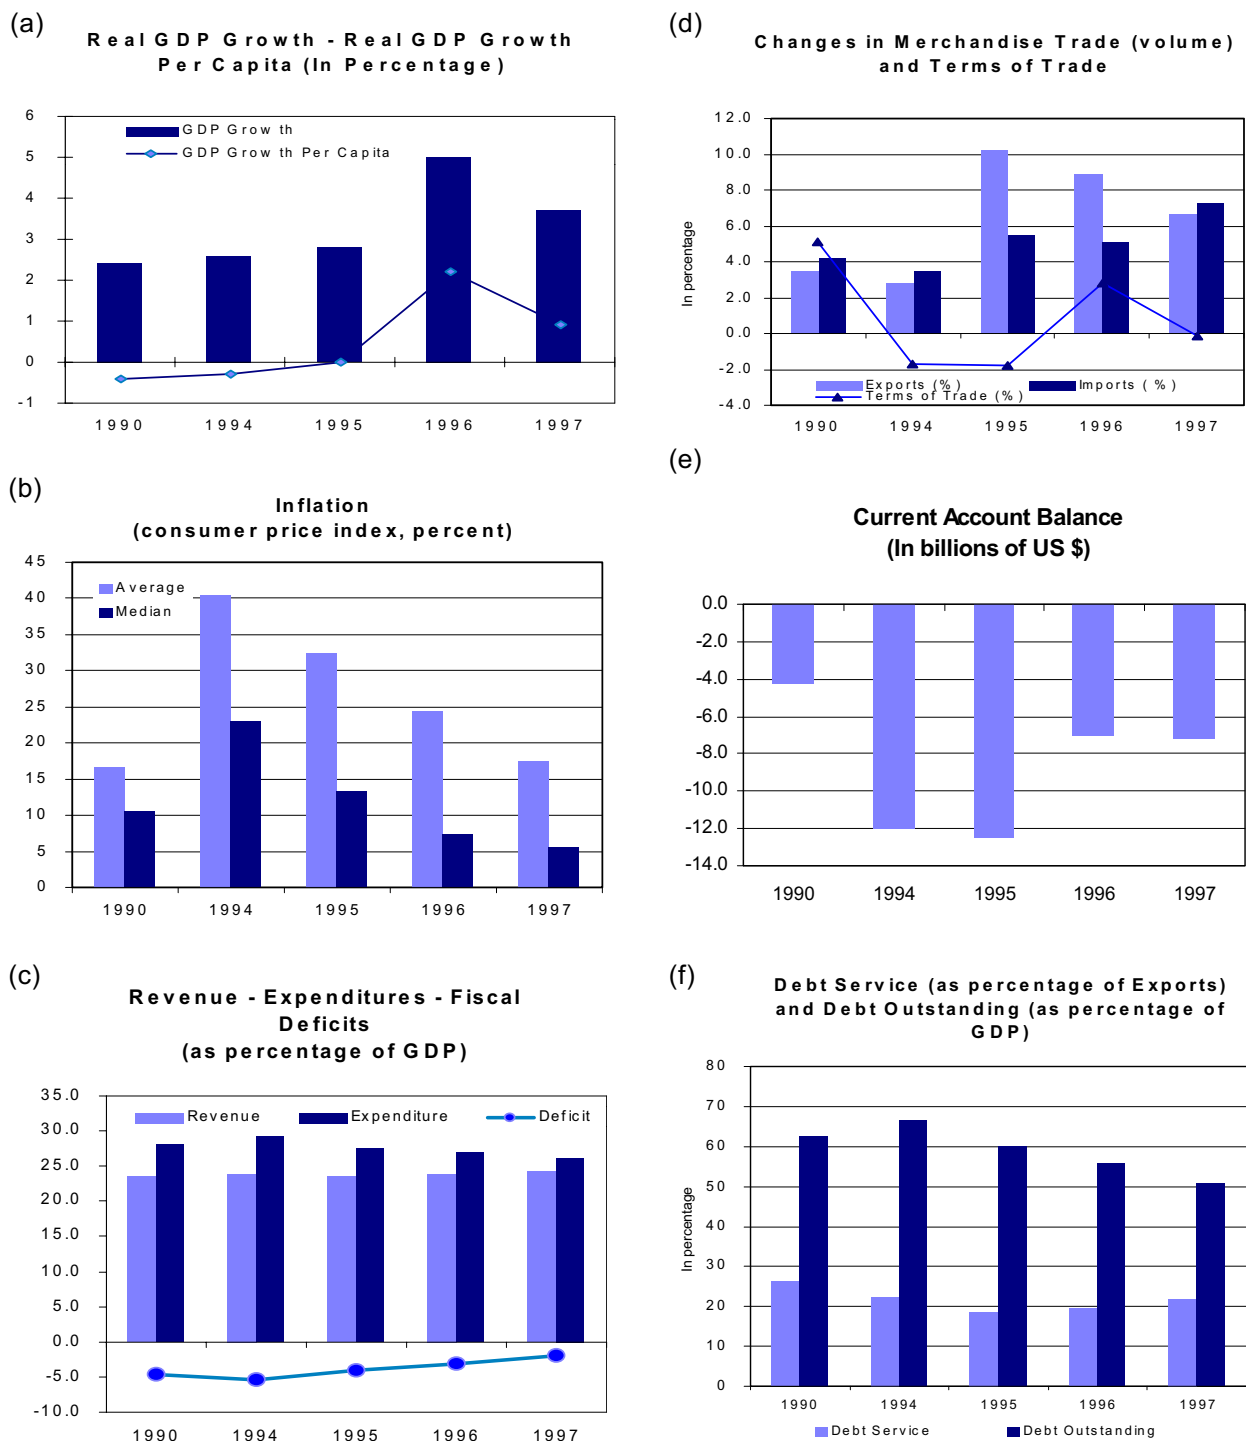 (a)
Real GDP Growth - Real GDP Growth
Per Capita (In Percentage)
6
5
4
3
2
1
0
-1
GDP Growth
GDP Growth Per Capita
1990 1994 1995 1996 1997
(b)
Inflation
(consumer price index, percent)
45
40
35
30
25
20
15
10
5
0
Average
Median
1990 1994 1995 1996 1997
(c)
Revenue - Expenditures - Fiscal
Deficits
(as percentage of GDP)
35.0
30.0
25.0
20.0
15.0
10.0
5.0
0.0
-5.0
-10.0
Revenue Expenditure Deficit
1990 1994 1995 1996 1997
(d)
Changes in Merchandise Trade (volume)
and Terms of Trade
In percentage
12.0
10.0
8.0
6.0
4.0
2.0
0.0
-2.0
-4.0
Exports (%) Imports (%)
Terms of Trade (%)
1990 1994 1995 1996 1997
(e)
Current Account Balance
(In billions of US $)
0.0
-2.0
-4.0
-6.0
-8.0
-10.0
-12.0
-14.0
1990 1994 1995 1996 1997
(f)
Debt Service (as percentage of Exports)
and Debt Outstanding (as percentage of
GDP)
In percentage
80
70
60
50
40
30
20
10
0
1990 1994 1995 1996 1997
Debt Service Debt Outstanding